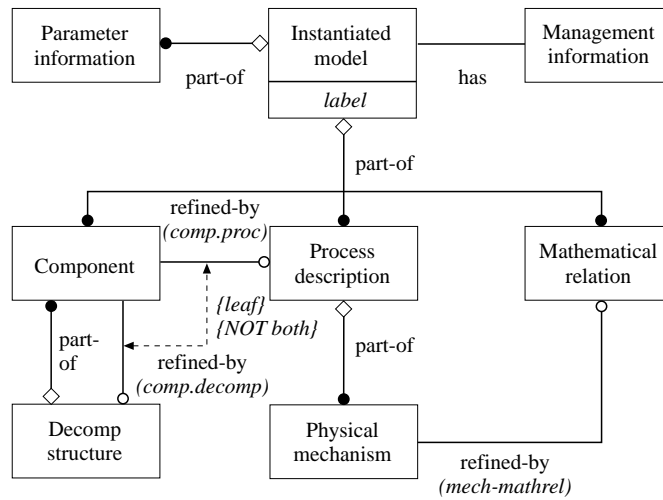 Parameter
information
Instantiated
model
Management
information
part-of
label
has
part-of
refined-by
(comp.proc)
Component
Process
description
Mathematical
relation
{leaf}
{NOT both}
part-
of
part-of
refined-by
(comp.decomp)
Decomp
structure
Physical
mechanism
refined-by
(mech-mathrel)